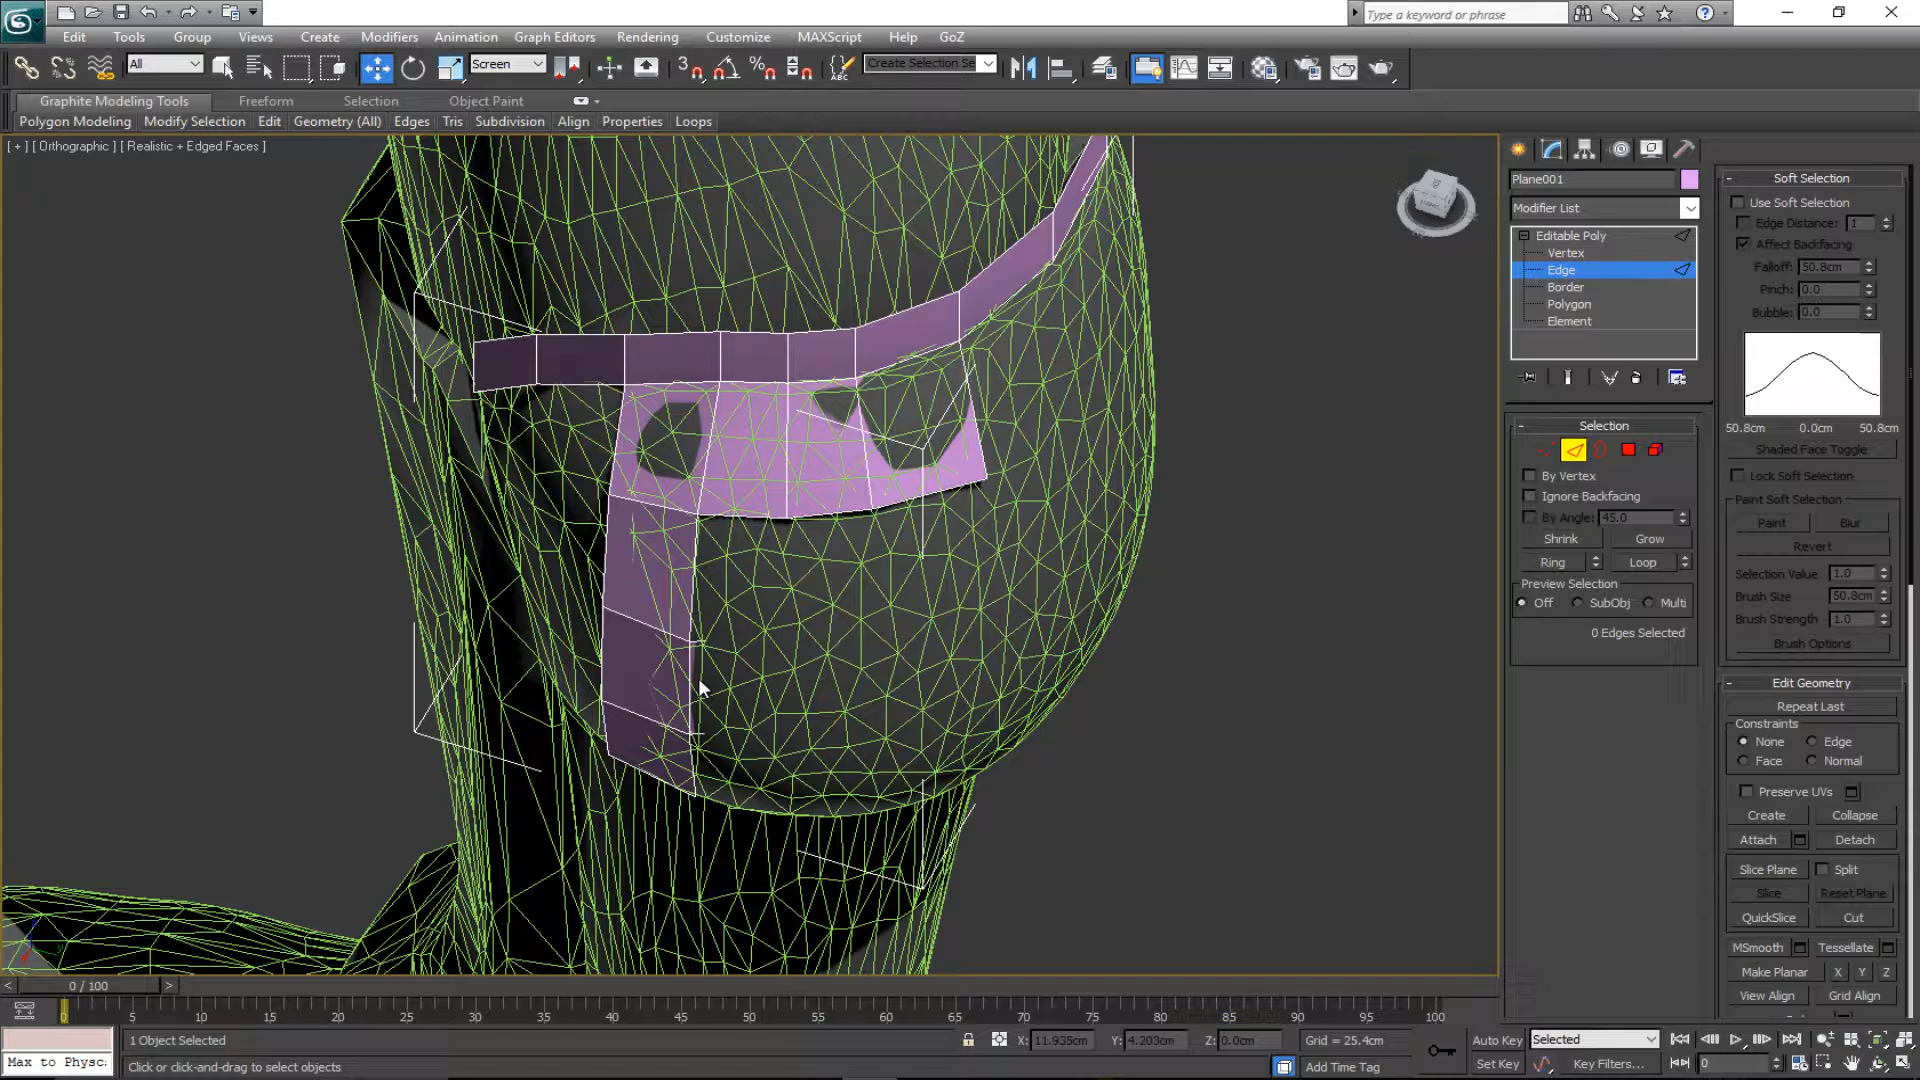 Type a keyword or phrase
Edit Tools Group Views Create Modifiers Animation Graph Editors Rendering Customize MAXScript Help GoZ
All Screen 3 ABC Create Selection Se
Graphite Modeling Tools Freeform Selection Object Paint
Polygon Modeling Modify Selection Edit Geometry (All) Edges Tris Subdivision Align Properties Loops
[ + ] [ Orthographic ] [ Realistic + Edged Faces ]
Plane001
Modifier List
Editable Poly
Vertex
Edge
Border
Polygon
Element
Selection
By Vertex
Ignore Backfacing
By Angle: 45.0
Shrink Grow
Ring Loop
Preview Selection
Off SubObj Multi
0 Edges Selected
Soft Selection
Use Soft Selection
Edge Distance: 1
Affect Backfacing
Falloff: 50.8cm
Pinch: 0.0
Bubble: 0.0
50.8cm 0.0cm 50.8cm
Shaded Face Toggle
Lock Soft Selection
Paint Soft Selection
Paint Blur
Revert
Selection Value 1.0
Brush Size 50.8cm
Brush Strength 1.0
Brush Options
Edit Geometry
Repeat Last
Constraints
None Edge
Face Normal
Preserve UVs
Create Collapse
Attach Detach
Slice Plane Split
Slice Reset Plane
QuickSlice Cut
MSmooth Tessellate
Make Planar X Y Z
View Align Grid Align
< 0 / 100 >
0 5 10 15 20 25 30 35 40 45 50 55 60 65 70 75 80 85 90 95 100
1 Object Selected X: 11.935cm Y: 4.203cm Z: 0.0cm Grid = 25.4cm Auto Key Selected
Max to Physc: Click or click-and-drag to select objects Add Time Tag Set Key Key Filters... 0